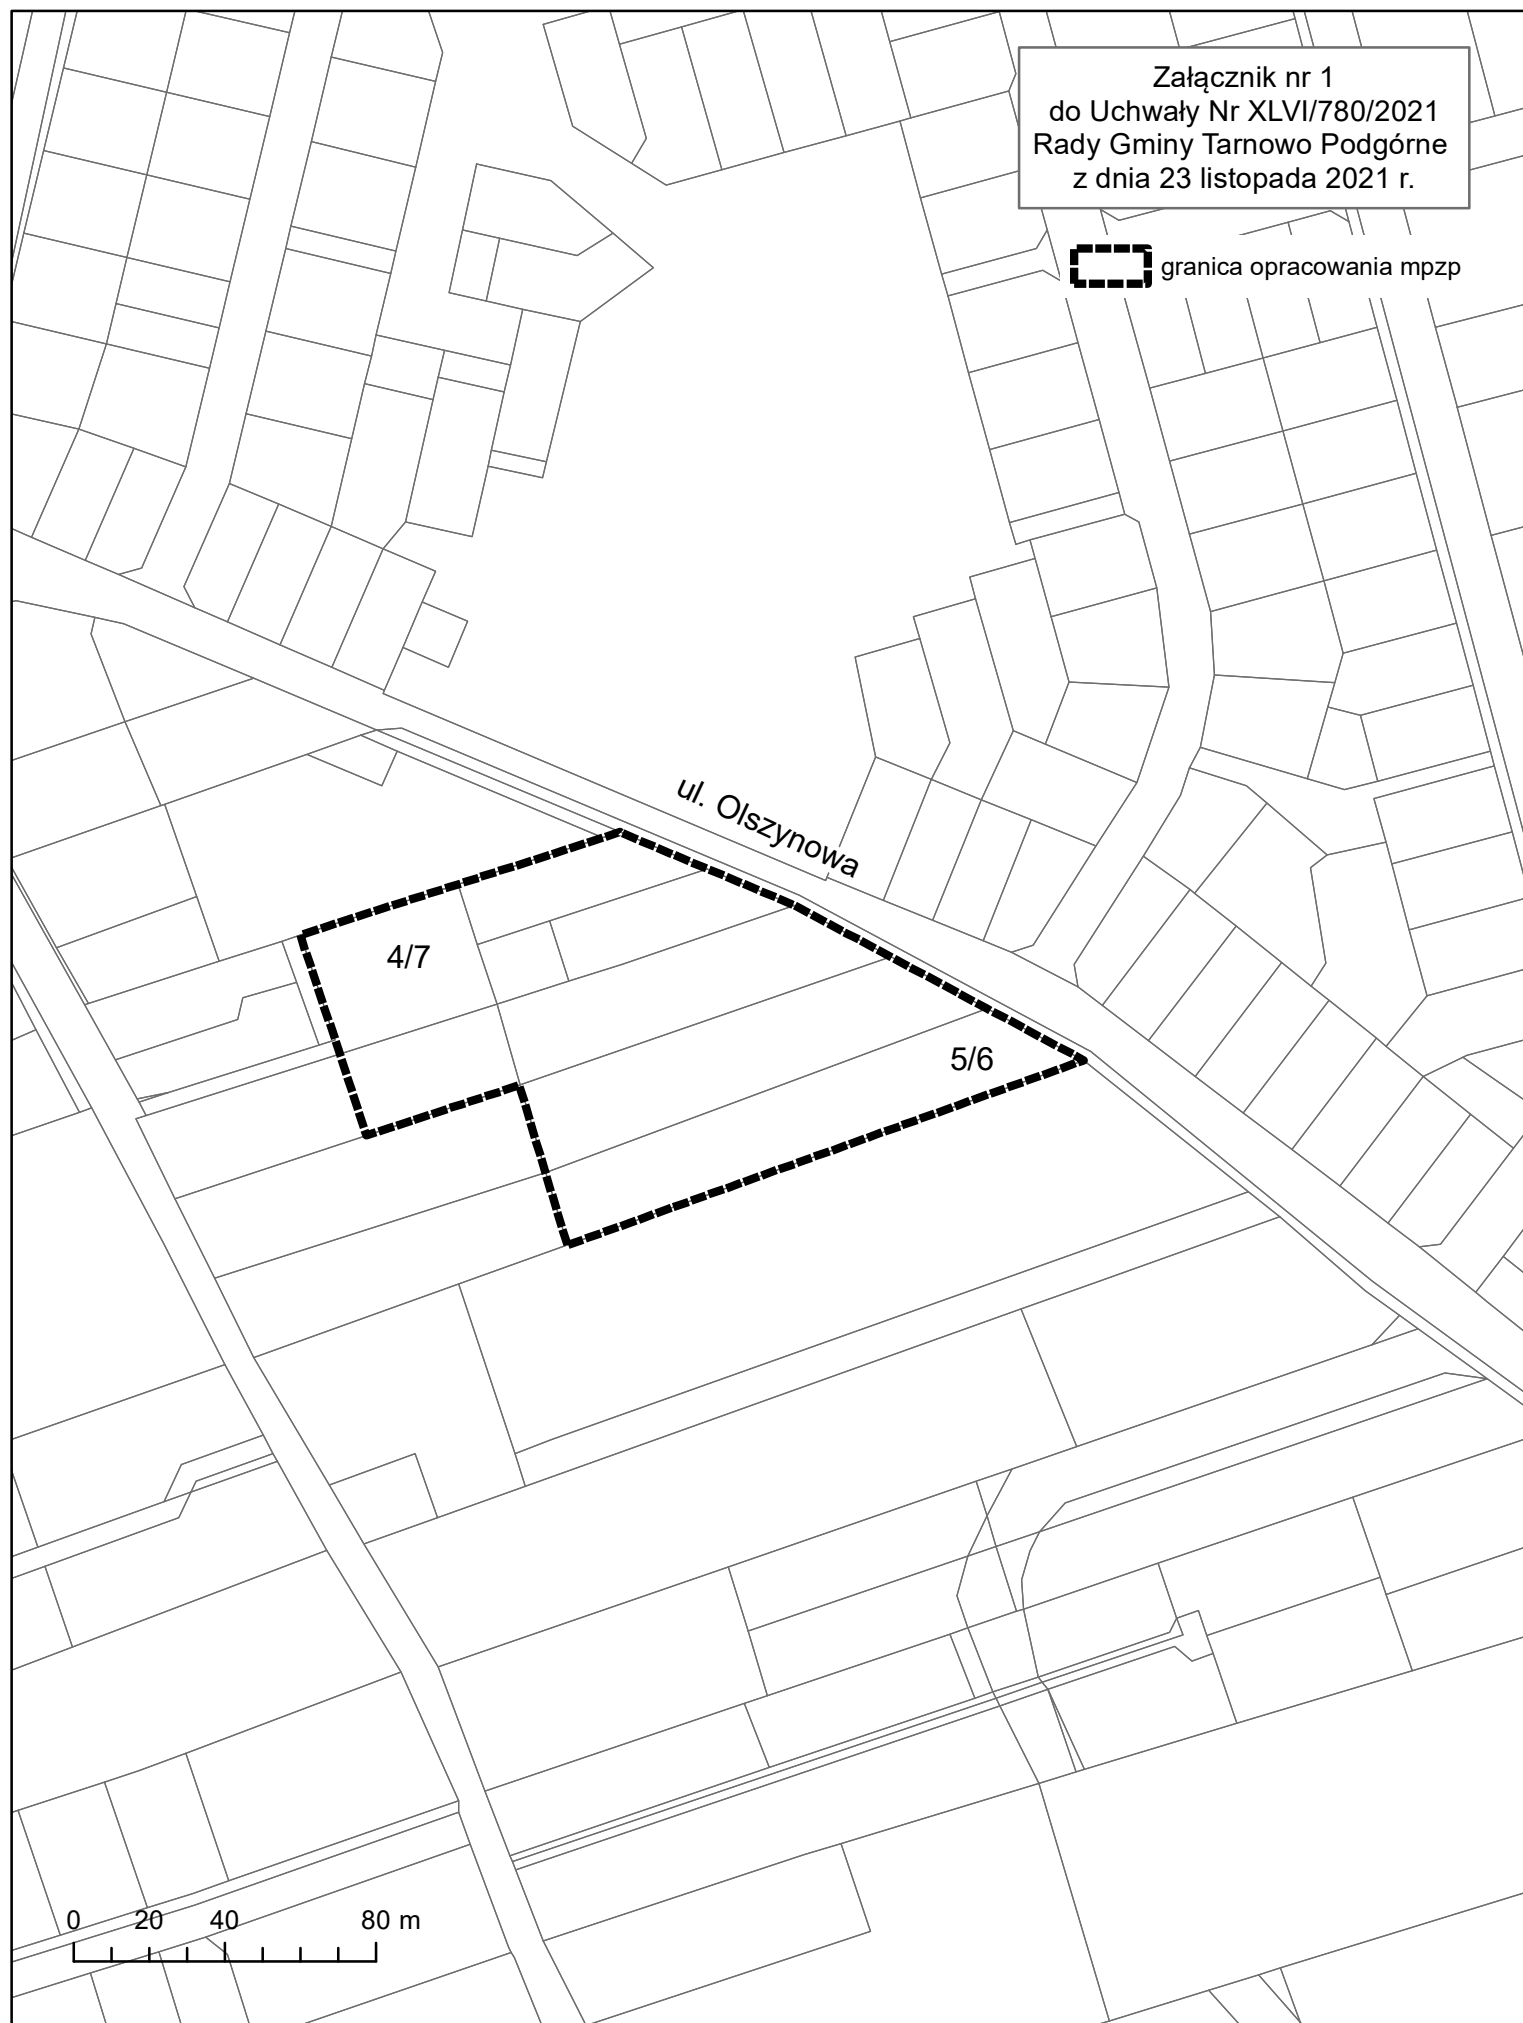 Załącznik nr 1
do Uchwały Nr XLVI/780/2021
Rady Gminy Tarnowo Podgórne
z dnia 23 listopada 2021 r.
granica opracowania mpzp
ul. Olszynowa
4/7
5/6
0 20 40 80 m